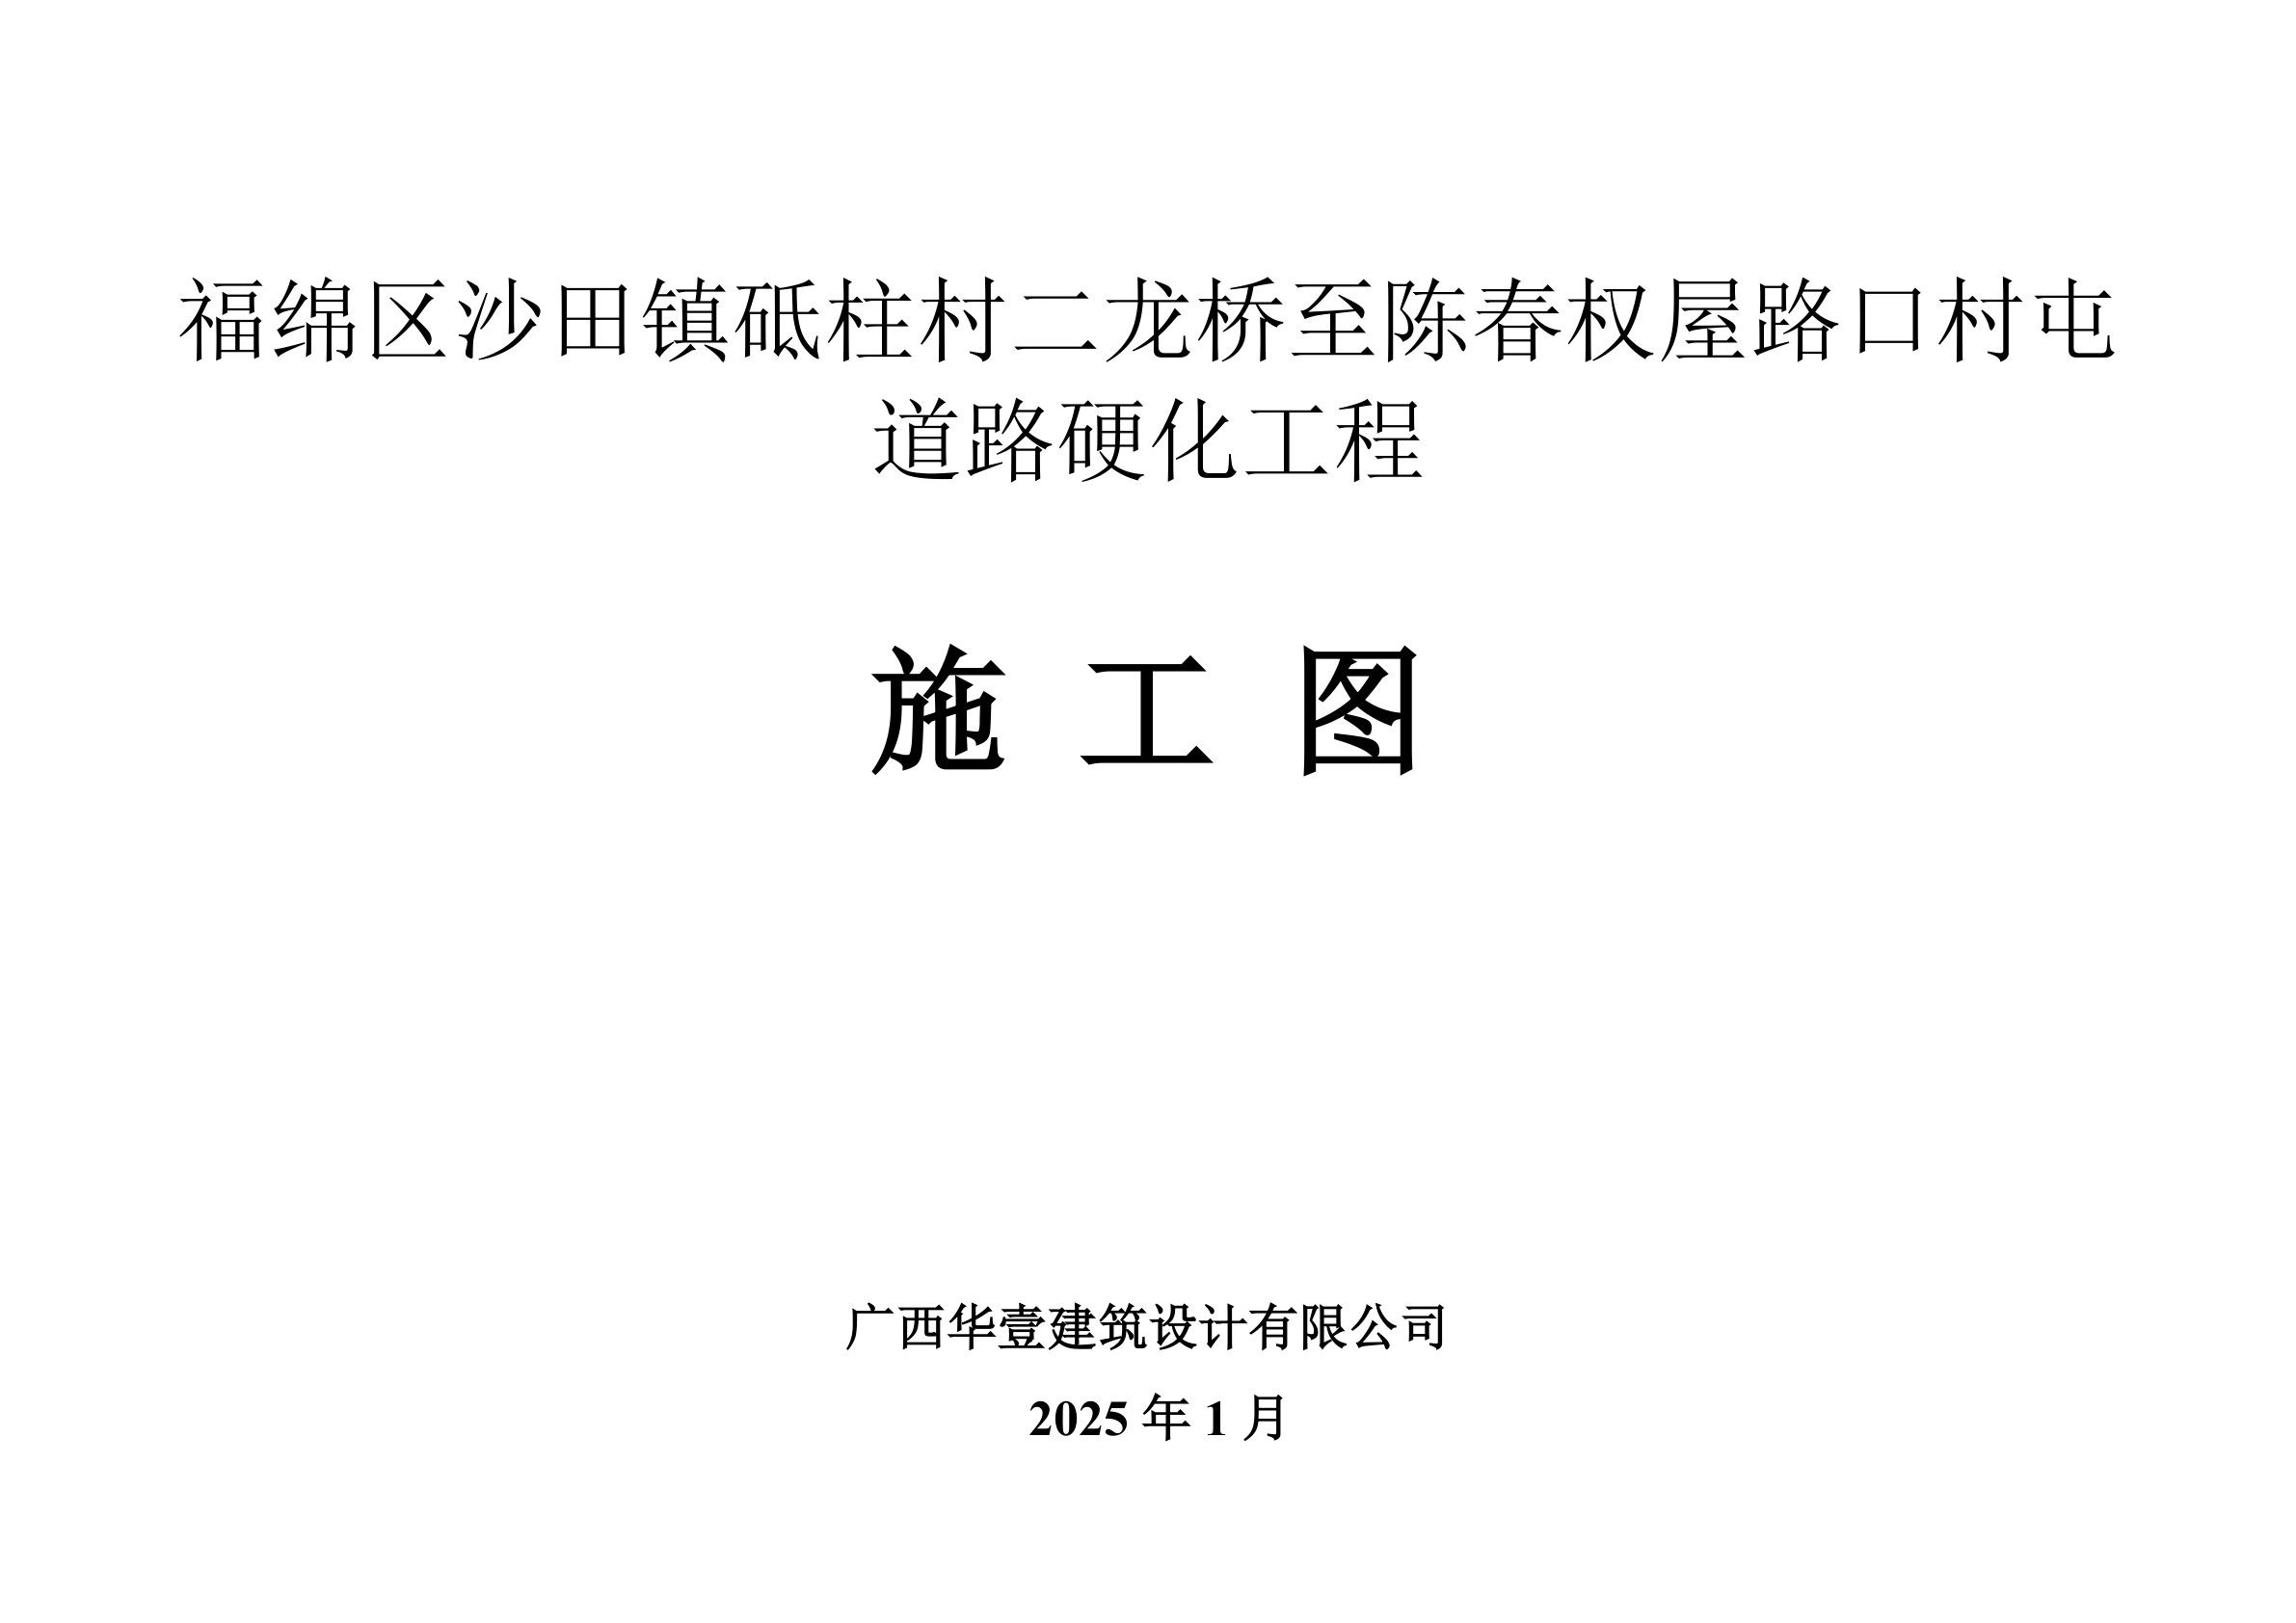 福绵区沙田镇砥柱村二龙桥至陈春权屋路口村屯
道路硬化工程
施工图
广西华壹建筑设计有限公司
2025 年 1 月